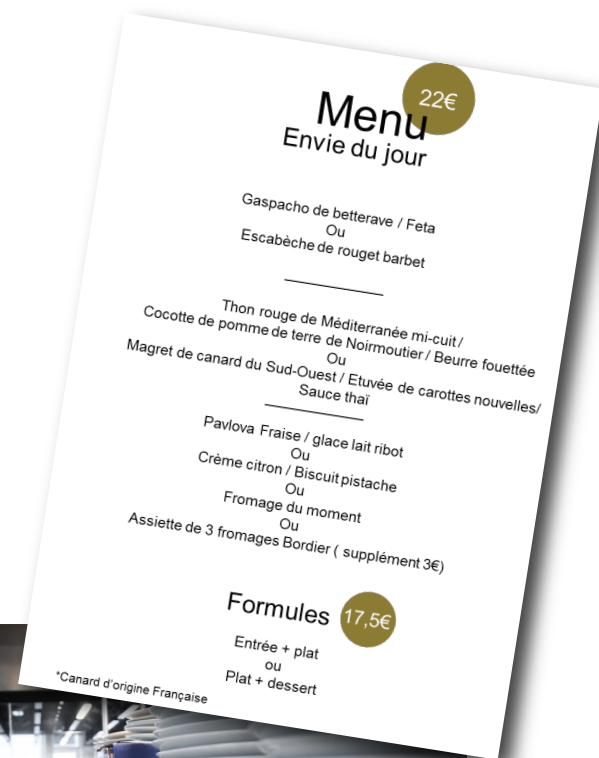 22€
Menu
Envie du jour
Gaspacho de betterave / Feta
Ou
Escabèche de rouget barbet
Thon rouge de Méditerranée mi-cuit /
Cocotte de pomme de terre de Noirmoutier / Beurre fouettée
Ou
Magret de canard du Sud-Ouest / Etuvée de carottes nouvelles/
Sauce thaï
Pavlova Fraise / glace lait ribot
Ou
Crème citron / Biscuit pistache
Ou
Fromage du moment
Ou
Assiette de 3 fromages Bordier ( supplément 3€)
Formules 17,5€
Entrée + plat
ou
Plat + dessert
*Canard d'origine Française